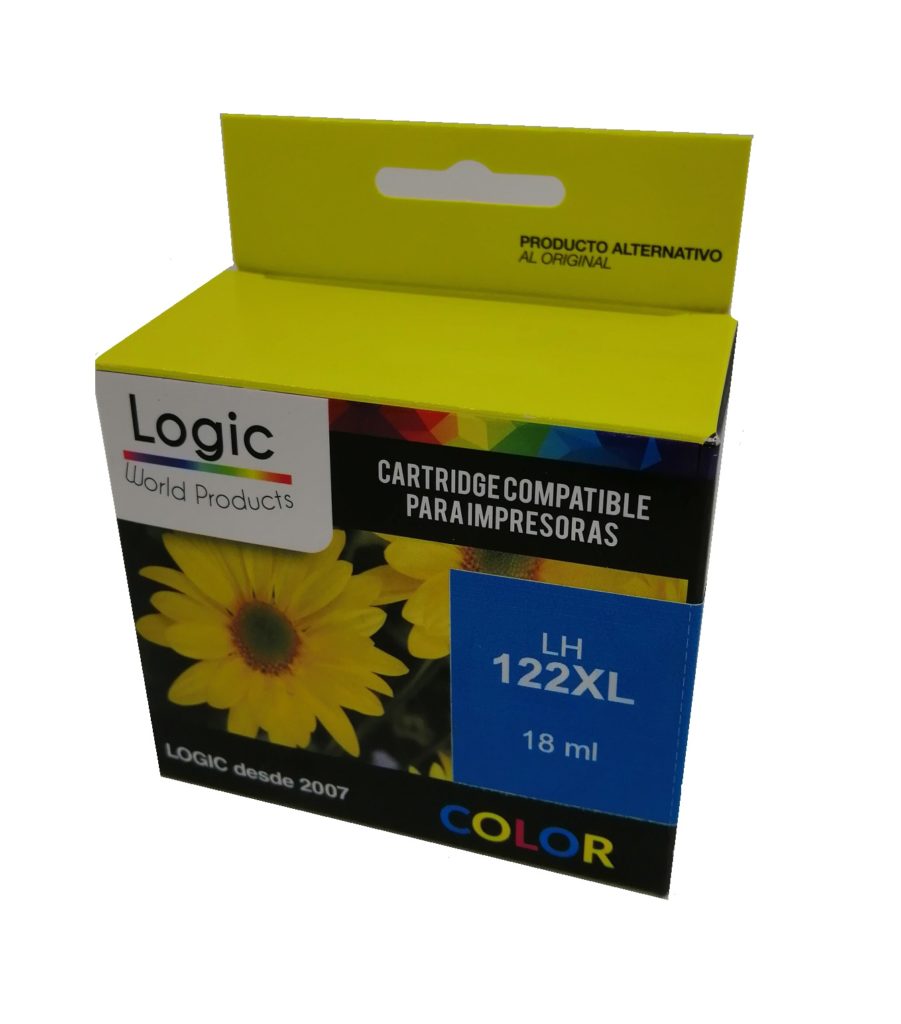 PRODUCTO ALTERNATIVO
AL ORIGINAL
Logic
World Products
CARTRIDGE COMPATIBLE
PARA IMPRESORAS
LH
122XL
18 ml
LOGIC desde 2007
COLOR